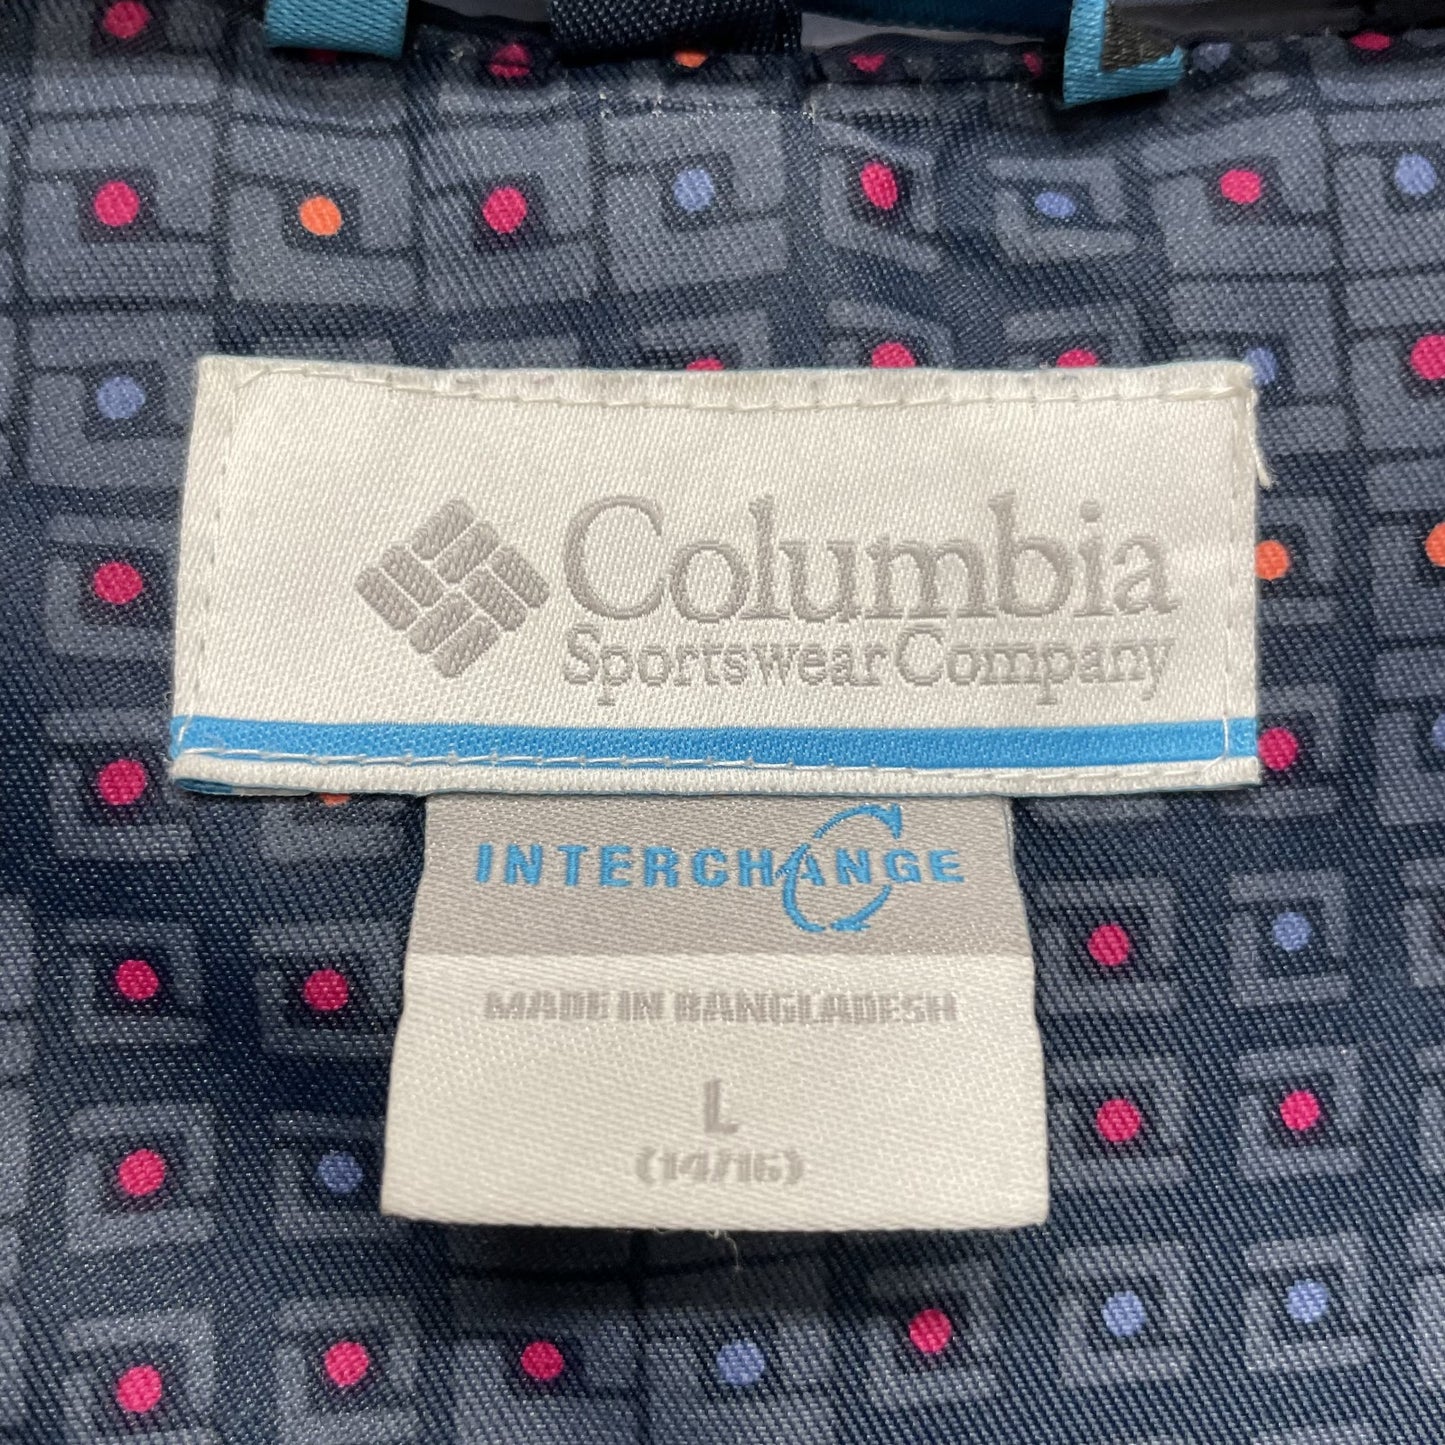 Columbia
Sportswear Company
INTERCHANGE
MADE IN BANGLADESH
L
(14/16)